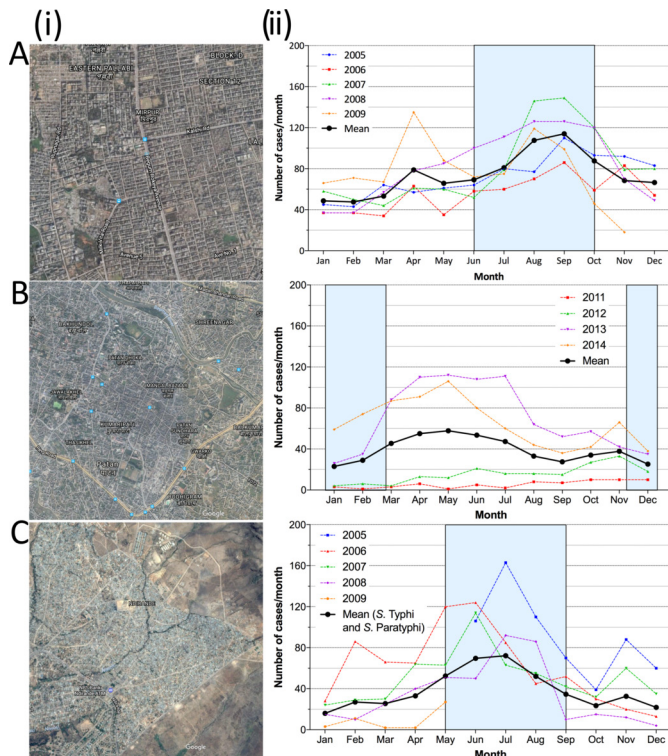 (i)
(ii)
A
EASTERN PALLABI
BLOCK D
SECTION 12
MIRPUR
200
160
120
80
40
0
Number of cases/month
2005
2006
2007
2008
2009
Mean
Jan Feb Mar Apr May Jun Jul Aug Sep Oct Nov Dec
Month
B
SHREENAGAR
MANGALBAZAAR
JAWALAKHEL
KUMARIPATI
Google
200
160
120
80
40
0
Number of cases/month
2011
2012
2013
2014
Mean
Jan Feb Mar Apr May Jun Jul Aug Sep Oct Nov Dec
Month
C
NDIRANDE
Google
200
160
120
80
40
0
Number of cases/month
2005
2006
2007
2008
2009
Mean (S. Typhi
and S. Paratyphi)
Jan Feb Mar Apr May Jun Jul Aug Sep Oct Nov Dec
Month